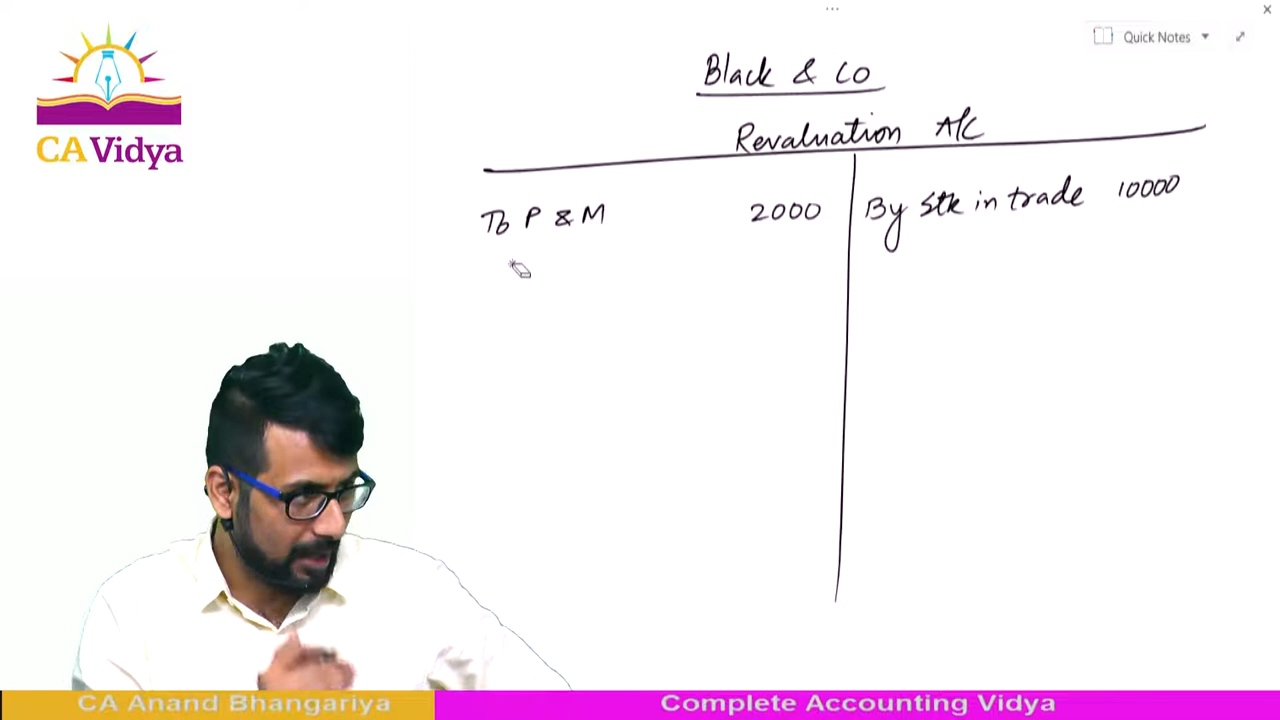 Quick Notes
Black & CO
Revaluation A/C
CA Vidya
To P & M 2000 By Stk in trade 10000
CA Anand Bhangariya Complete Accounting Vidya